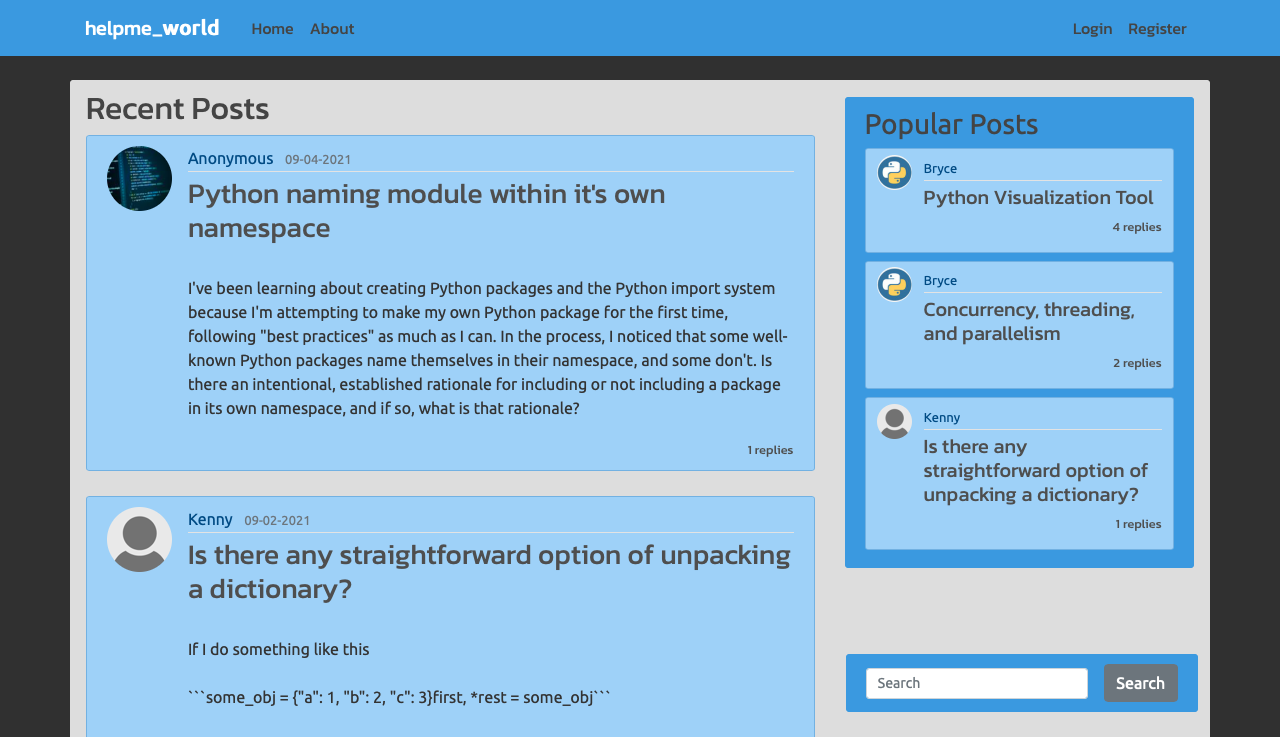 helpme_world Home About Login Register
Recent Posts
Anonymous 09-04-2021
Python naming module within it's own
namespace
I've been learning about creating Python packages and the Python import system
because I'm attempting to make my own Python package for the first time,
following "best practices" as much as I can. In the process, I noticed that some well-
known Python packages name themselves in their namespace, and some don't. Is
there an intentional, established rationale for including or not including a package
in its own namespace, and if so, what is that rationale?
1 replies
Kenny 09-02-2021
Is there any straightforward option of unpacking
a dictionary?
If I do something like this
```some_obj = {"a": 1, "b": 2, "c": 3}first, *rest = some_obj```
Popular Posts
Bryce
Python Visualization Tool
4 replies
Bryce
Concurrency, threading,
and parallelism
2 replies
Kenny
Is there any
straightforward option of
unpacking a dictionary?
1 replies
Search Search